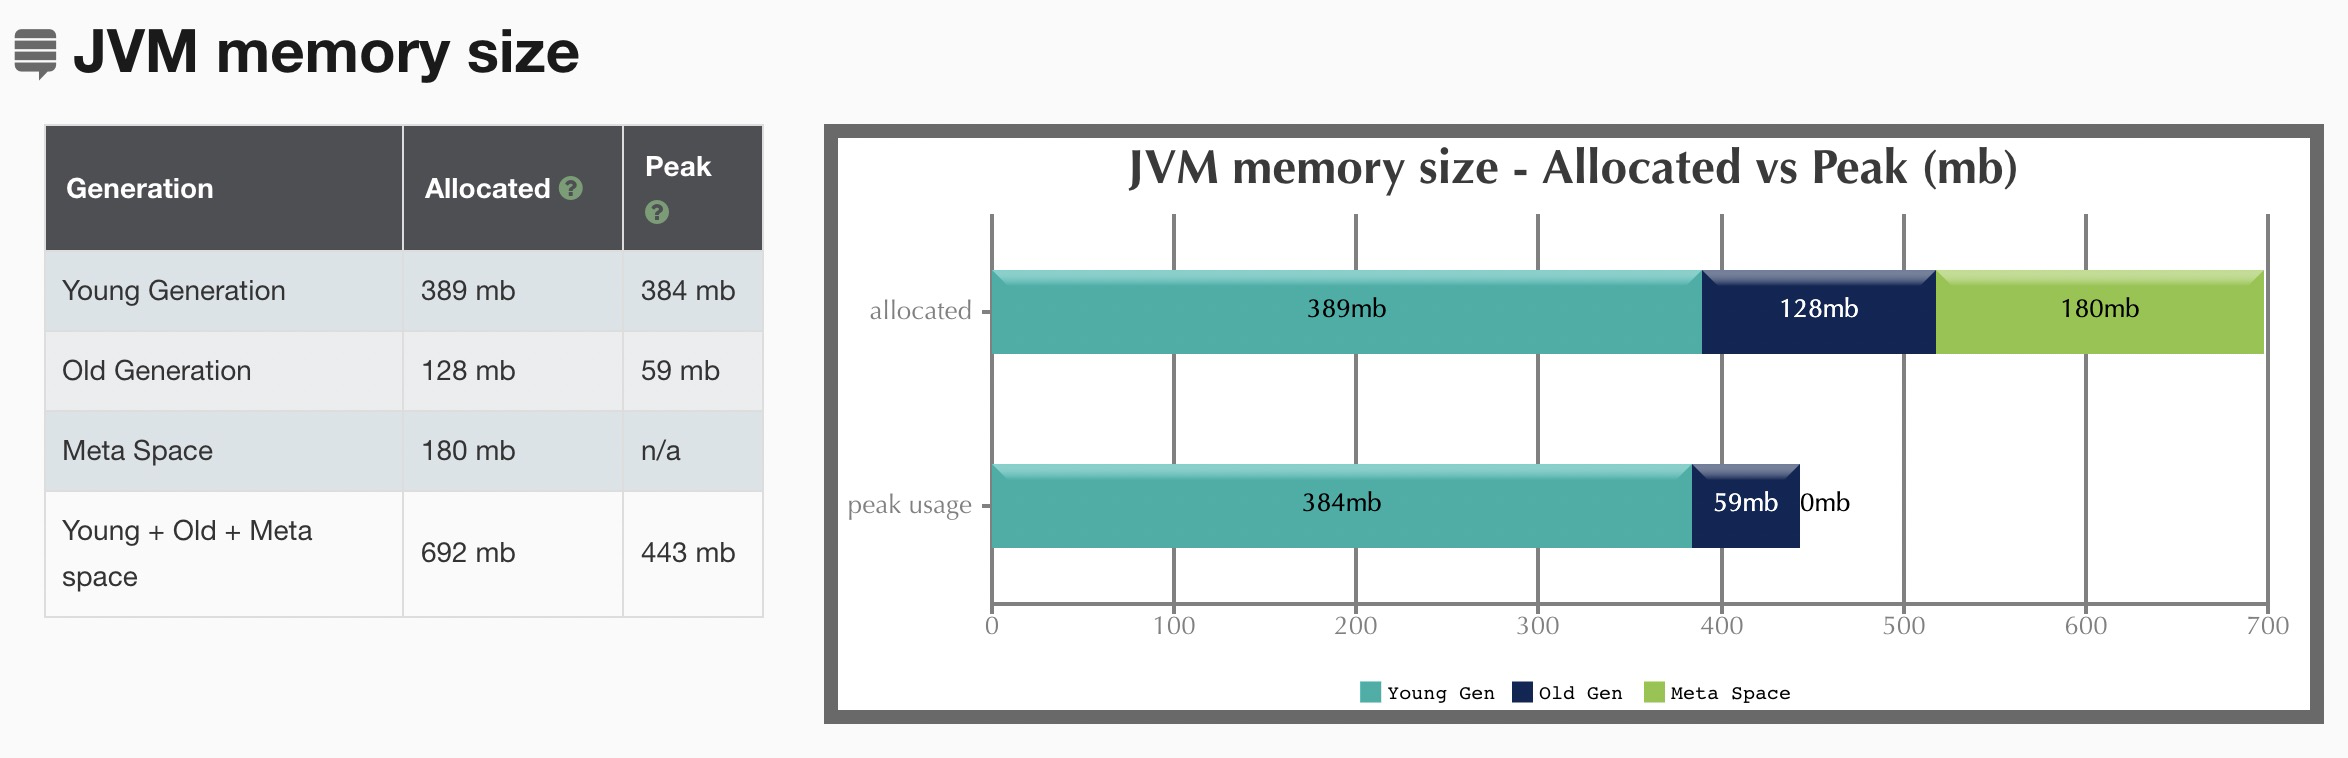 JVM memory size
Generation
Allocated ?
Peak
?
Young Generation
389 mb
384 mb
Old Generation
128 mb
59 mb
Meta Space
180 mb
n/a
Young + Old + Meta
space
692 mb
443 mb
JVM memory size - Allocated vs Peak (mb)
allocated
389mb
128mb
180mb
peak usage
384mb
59mb
0mb
0
100
200
300
400
500
600
700
Young Gen
Old Gen
Meta Space